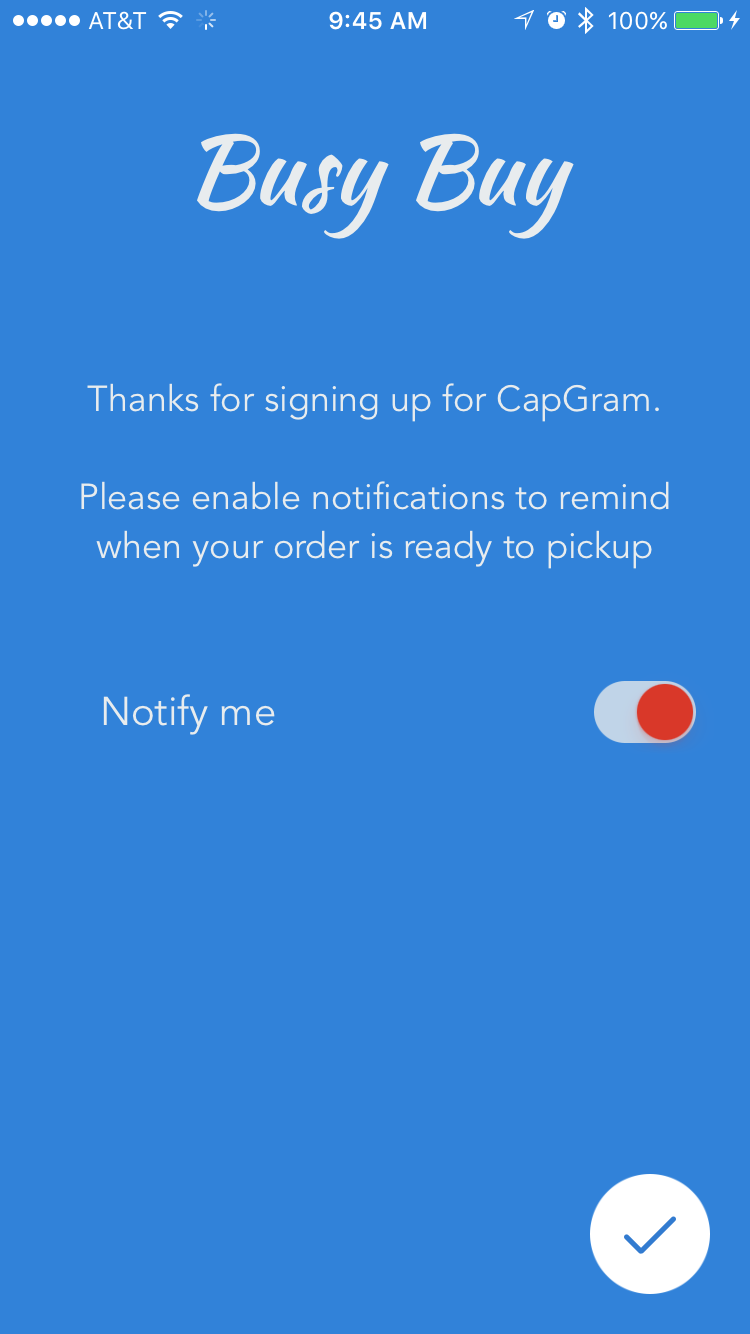 AT&T 9:45 AM 100%
Busy Buy
Thanks for signing up for CapGram.
Please enable notifications to remind
when your order is ready to pickup
Notify me